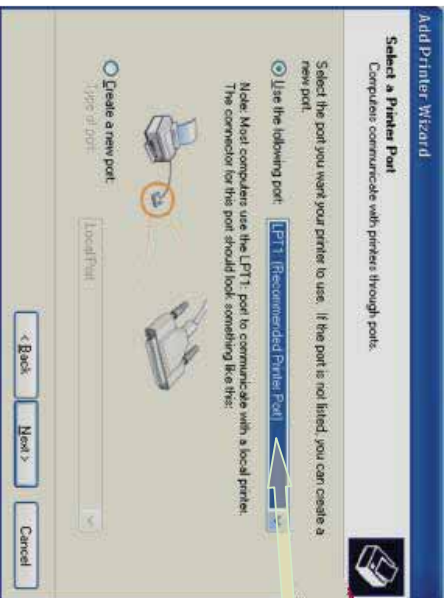 Add Printer Wizard
Select a Printer Port
Computers communicate with printers through ports.
Select the port you want your printer to use. If the port is not listed, you can create a
new port.
Use the following port:
LPT1: (Recommended Printer Port)
Note: Most computers use the LPT1: port to communicate with a local printer.
The connector for this port should look something like this:
Create a new port:
Type of port:
Local Port
< Back
Next >
Cancel